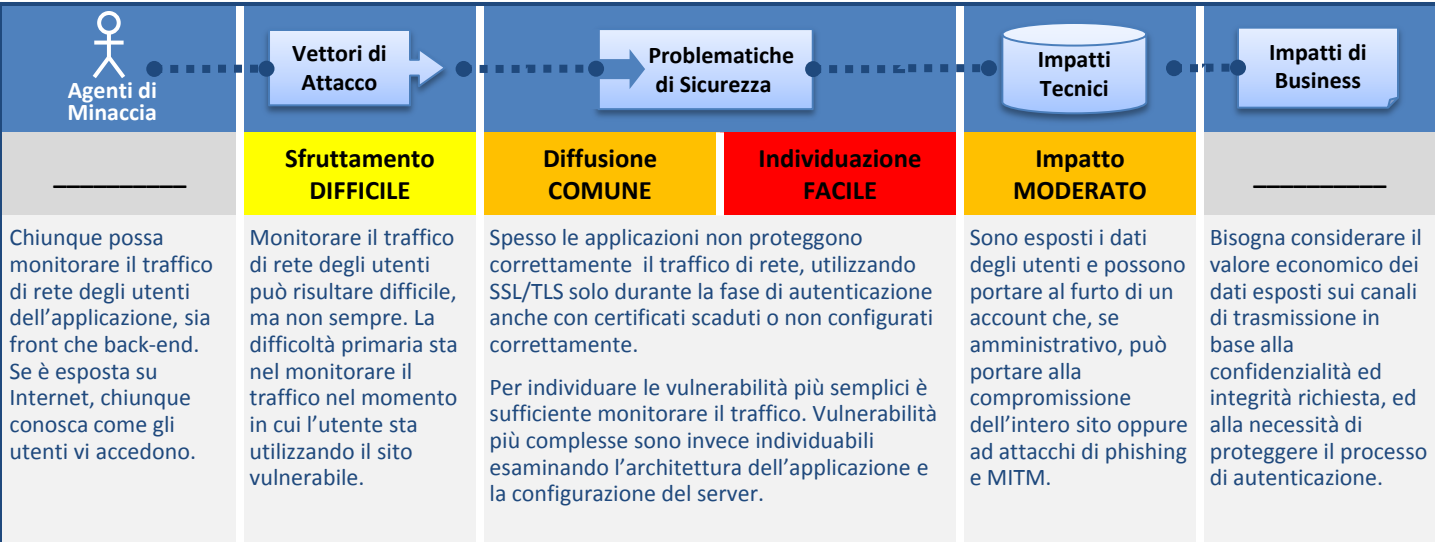 Agenti di
Minaccia
Vettori di
Attacco
Problematiche
di Sicurezza
Impatti
Tecnici
Impatti di
Business
__________
Sfruttamento
DIFFICILE
Diffusione
COMUNE
Individuazione
FACILE
Impatto
MODERATO
__________
Chiunque possa
monitorare il traffico
di rete degli utenti
dell’applicazione, sia
front che back-end.
Se è esposta su
Internet, chiunque
conosca come gli
utenti vi accedono.
Monitorare il traffico
di rete degli utenti
può risultare difficile,
ma non sempre. La
difficoltà primaria sta
nel monitorare il
traffico nel momento
in cui l’utente sta
utilizzando il sito
vulnerabile.
Spesso le applicazioni non proteggono
correttamente il traffico di rete, utilizzando
SSL/TLS solo durante la fase di autenticazione
anche con certificati scaduti o non configurati
correttamente.
Per individuare le vulnerabilità più semplici è
sufficiente monitorare il traffico. Vulnerabilità
più complesse sono invece individuabili
esaminando l’architettura dell’applicazione e
la configurazione del server.
Sono esposti i dati
degli utenti e possono
portare al furto di un
account che, se
amministrativo, può
portare alla
compromissione
dell’intero sito oppure
ad attacchi di phishing
e MITM.
Bisogna considerare il
valore economico dei
dati esposti sui canali
di trasmissione in
base alla
confidenzialità ed
integrità richiesta, ed
alla necessità di
proteggere il processo
di autenticazione.